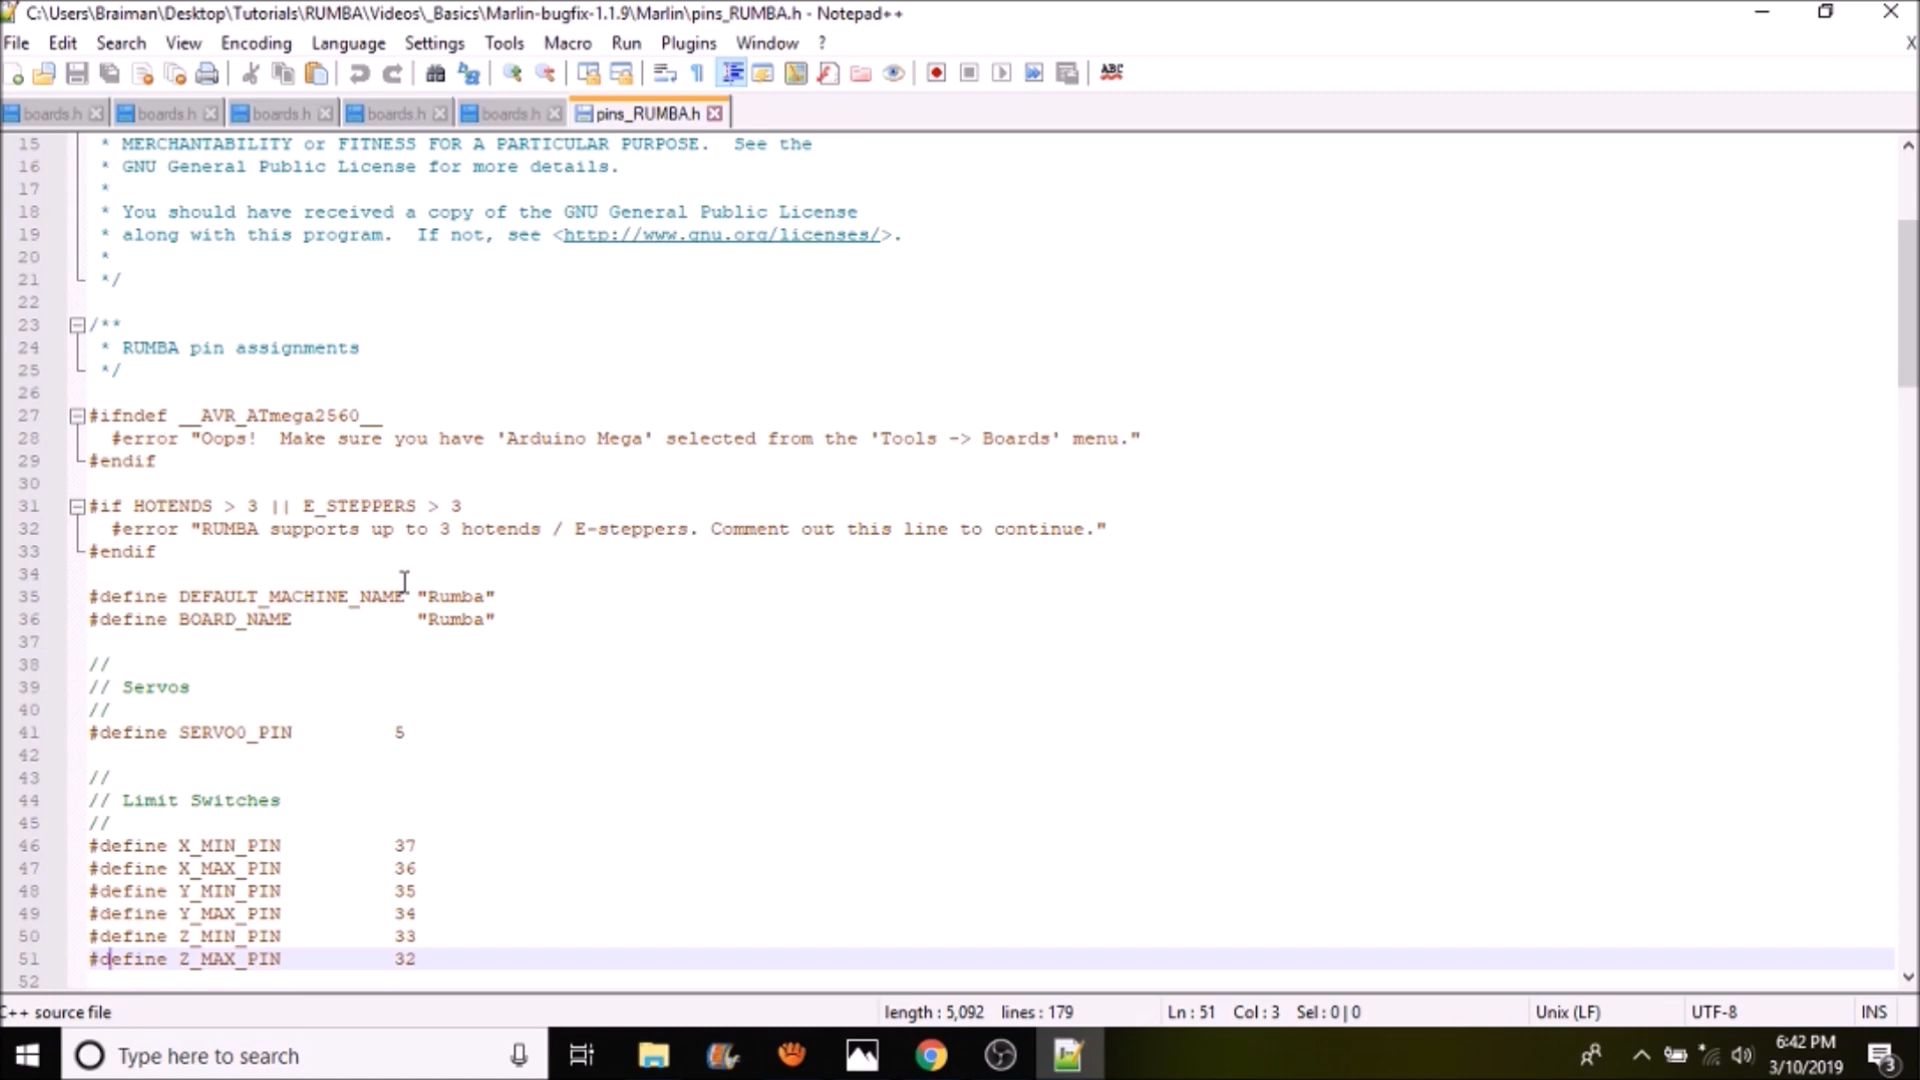 C:\Users\Braiman\Desktop\Tutorials\RUMBA\Videos\_Basics\Marlin-bugfix-1.1.9\Marlin\pins_RUMBA.h - Notepad++
File Edit Search View Encoding Language Settings Tools Macro Run Plugins Window ? X
boards.h boards.h boards.h boards.h boards.h pins_RUMBA.h
15 * MERCHANTABILITY or FITNESS FOR A PARTICULAR PURPOSE.  See the
16 * GNU General Public License for more details.
17 *
18 * You should have received a copy of the GNU General Public License
19 * along with this program.  If not, see <http://www.gnu.org/licenses/>.
20 *
21 */
22
23 /**
24 * RUMBA pin assignments
25 */
26
27 #ifndef __AVR_ATmega2560__
28 #error "Oops!  Make sure you have 'Arduino Mega' selected from the 'Tools -> Boards' menu."
29 #endif
30
31 #if HOTENDS > 3 || E_STEPPERS > 3
32 #error "RUMBA supports up to 3 hotends / E-steppers. Comment out this line to continue."
33 #endif
34
35 #define DEFAULT_MACHINE_NAME "Rumba"
36 #define BOARD_NAME "Rumba"
37
38 //
39 // Servos
40 //
41 #define SERVO0_PIN 5
42
43 //
44 // Limit Switches
45 //
46 #define X_MIN_PIN 37
47 #define X_MAX_PIN 36
48 #define Y_MIN_PIN 35
49 #define Y_MAX_PIN 34
50 #define Z_MIN_PIN 33
51 #define Z_MAX_PIN 32
52
C++ source file length : 5,092 lines : 179 Ln : 51 Col : 3 Sel : 0 | 0 Unix (LF) UTF-8 INS
Type here to search 6:42 PM
3/10/2019 3